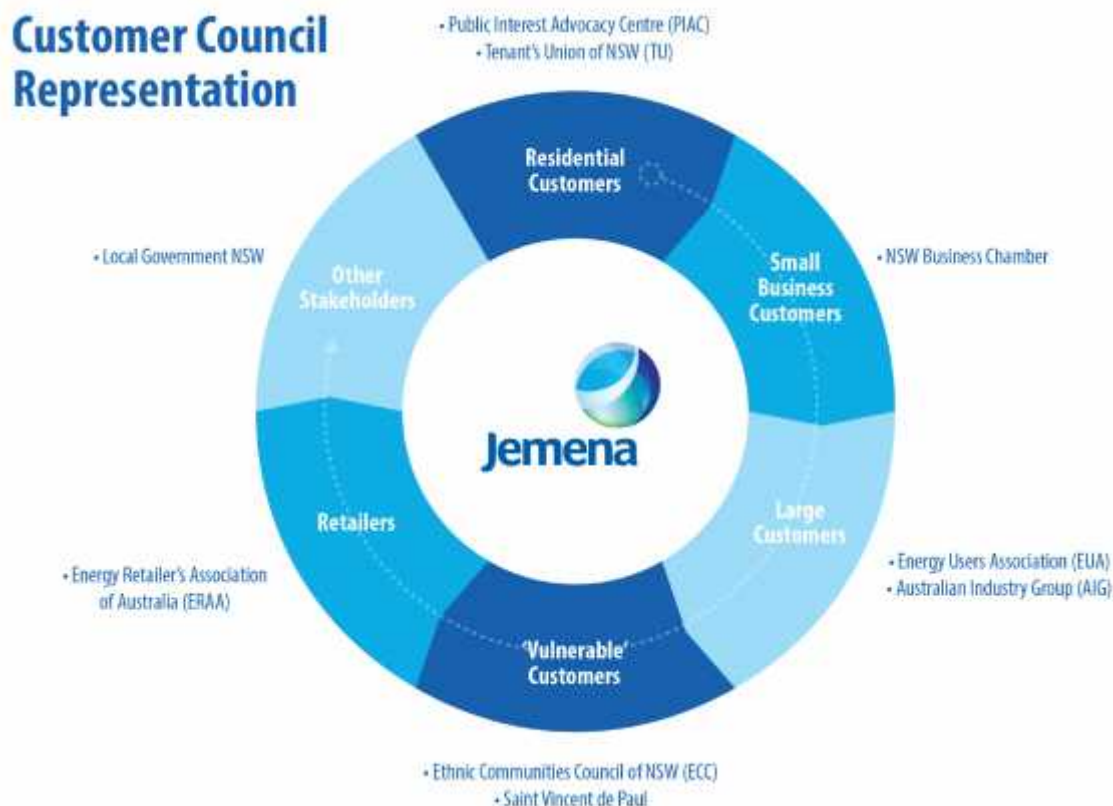 Customer Council
Representation
• Public Interest Advocacy Centre (PIAC)
• Tenant's Union of NSW (TU)
Residential
Customers
Small
Business
Customers
• NSW Business Chamber
Large
Customers
• Energy Users Association (EUA)
• Australian Industry Group (AIG)
'Vulnerable'
Customers
• Ethnic Communities Council of NSW (ECC)
• Saint Vincent de Paul
Retailers
• Energy Retailer's Association
of Australia (ERAA)
Other
Stakeholders
• Local Government NSW
Jemena